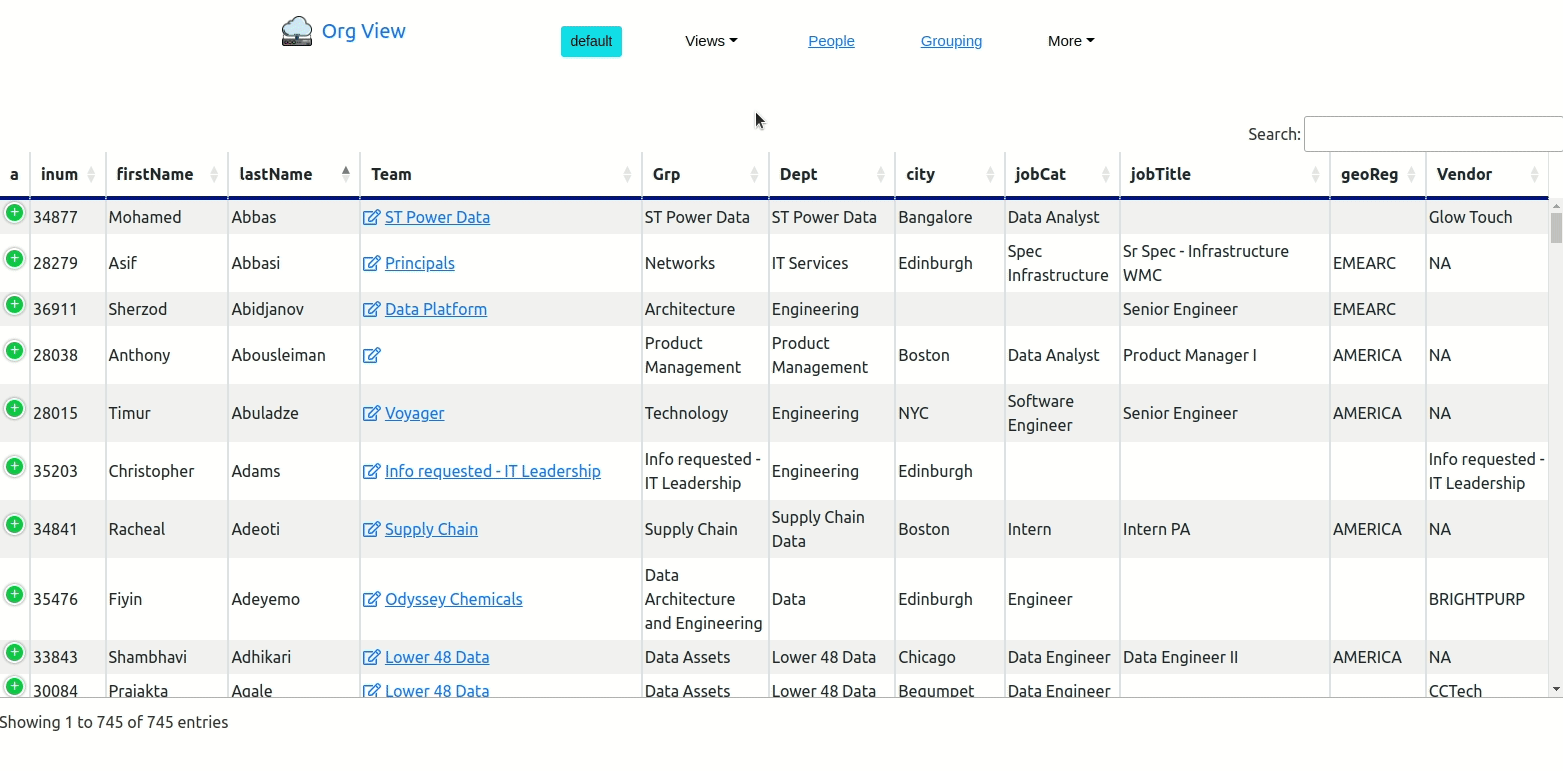 Org View
default Views People Grouping More
Search:
a inum firstName lastName Team Grp Dept city jobCat jobTitle geoReg Vendor
34877 Mohamed Abbas ST Power Data ST Power Data ST Power Data Bangalore Data Analyst Glow Touch
28279 Asif Abbasi Principals Networks IT Services Edinburgh Spec Infrastructure Sr Spec - Infrastructure WMC EMEARC NA
36911 Sherzod Abidjanov Data Platform Architecture Engineering Senior Engineer EMEARC
28038 Anthony Abousleiman Product Management Product Management Boston Data Analyst Product Manager I AMERICA NA
28015 Timur Abuladze Voyager Technology Engineering NYC Software Engineer Senior Engineer AMERICA NA
35203 Christopher Adams Info requested - IT Leadership Info requested - IT Leadership Engineering Edinburgh Info requested - IT Leadership
34841 Racheal Adeoti Supply Chain Supply Chain Supply Chain Data Boston Intern Intern PA AMERICA NA
35476 Fiyin Adeyemo Odyssey Chemicals Data Architecture and Engineering Data Edinburgh Engineer BRIGHTPURP
33843 Shambhavi Adhikari Lower 48 Data Data Assets Lower 48 Data Chicago Data Engineer Data Engineer II AMERICA NA
30084 Prajakta Agale Lower 48 Data Data Assets Lower 48 Data Begumpet Data Engineer CCTech
Showing 1 to 745 of 745 entries